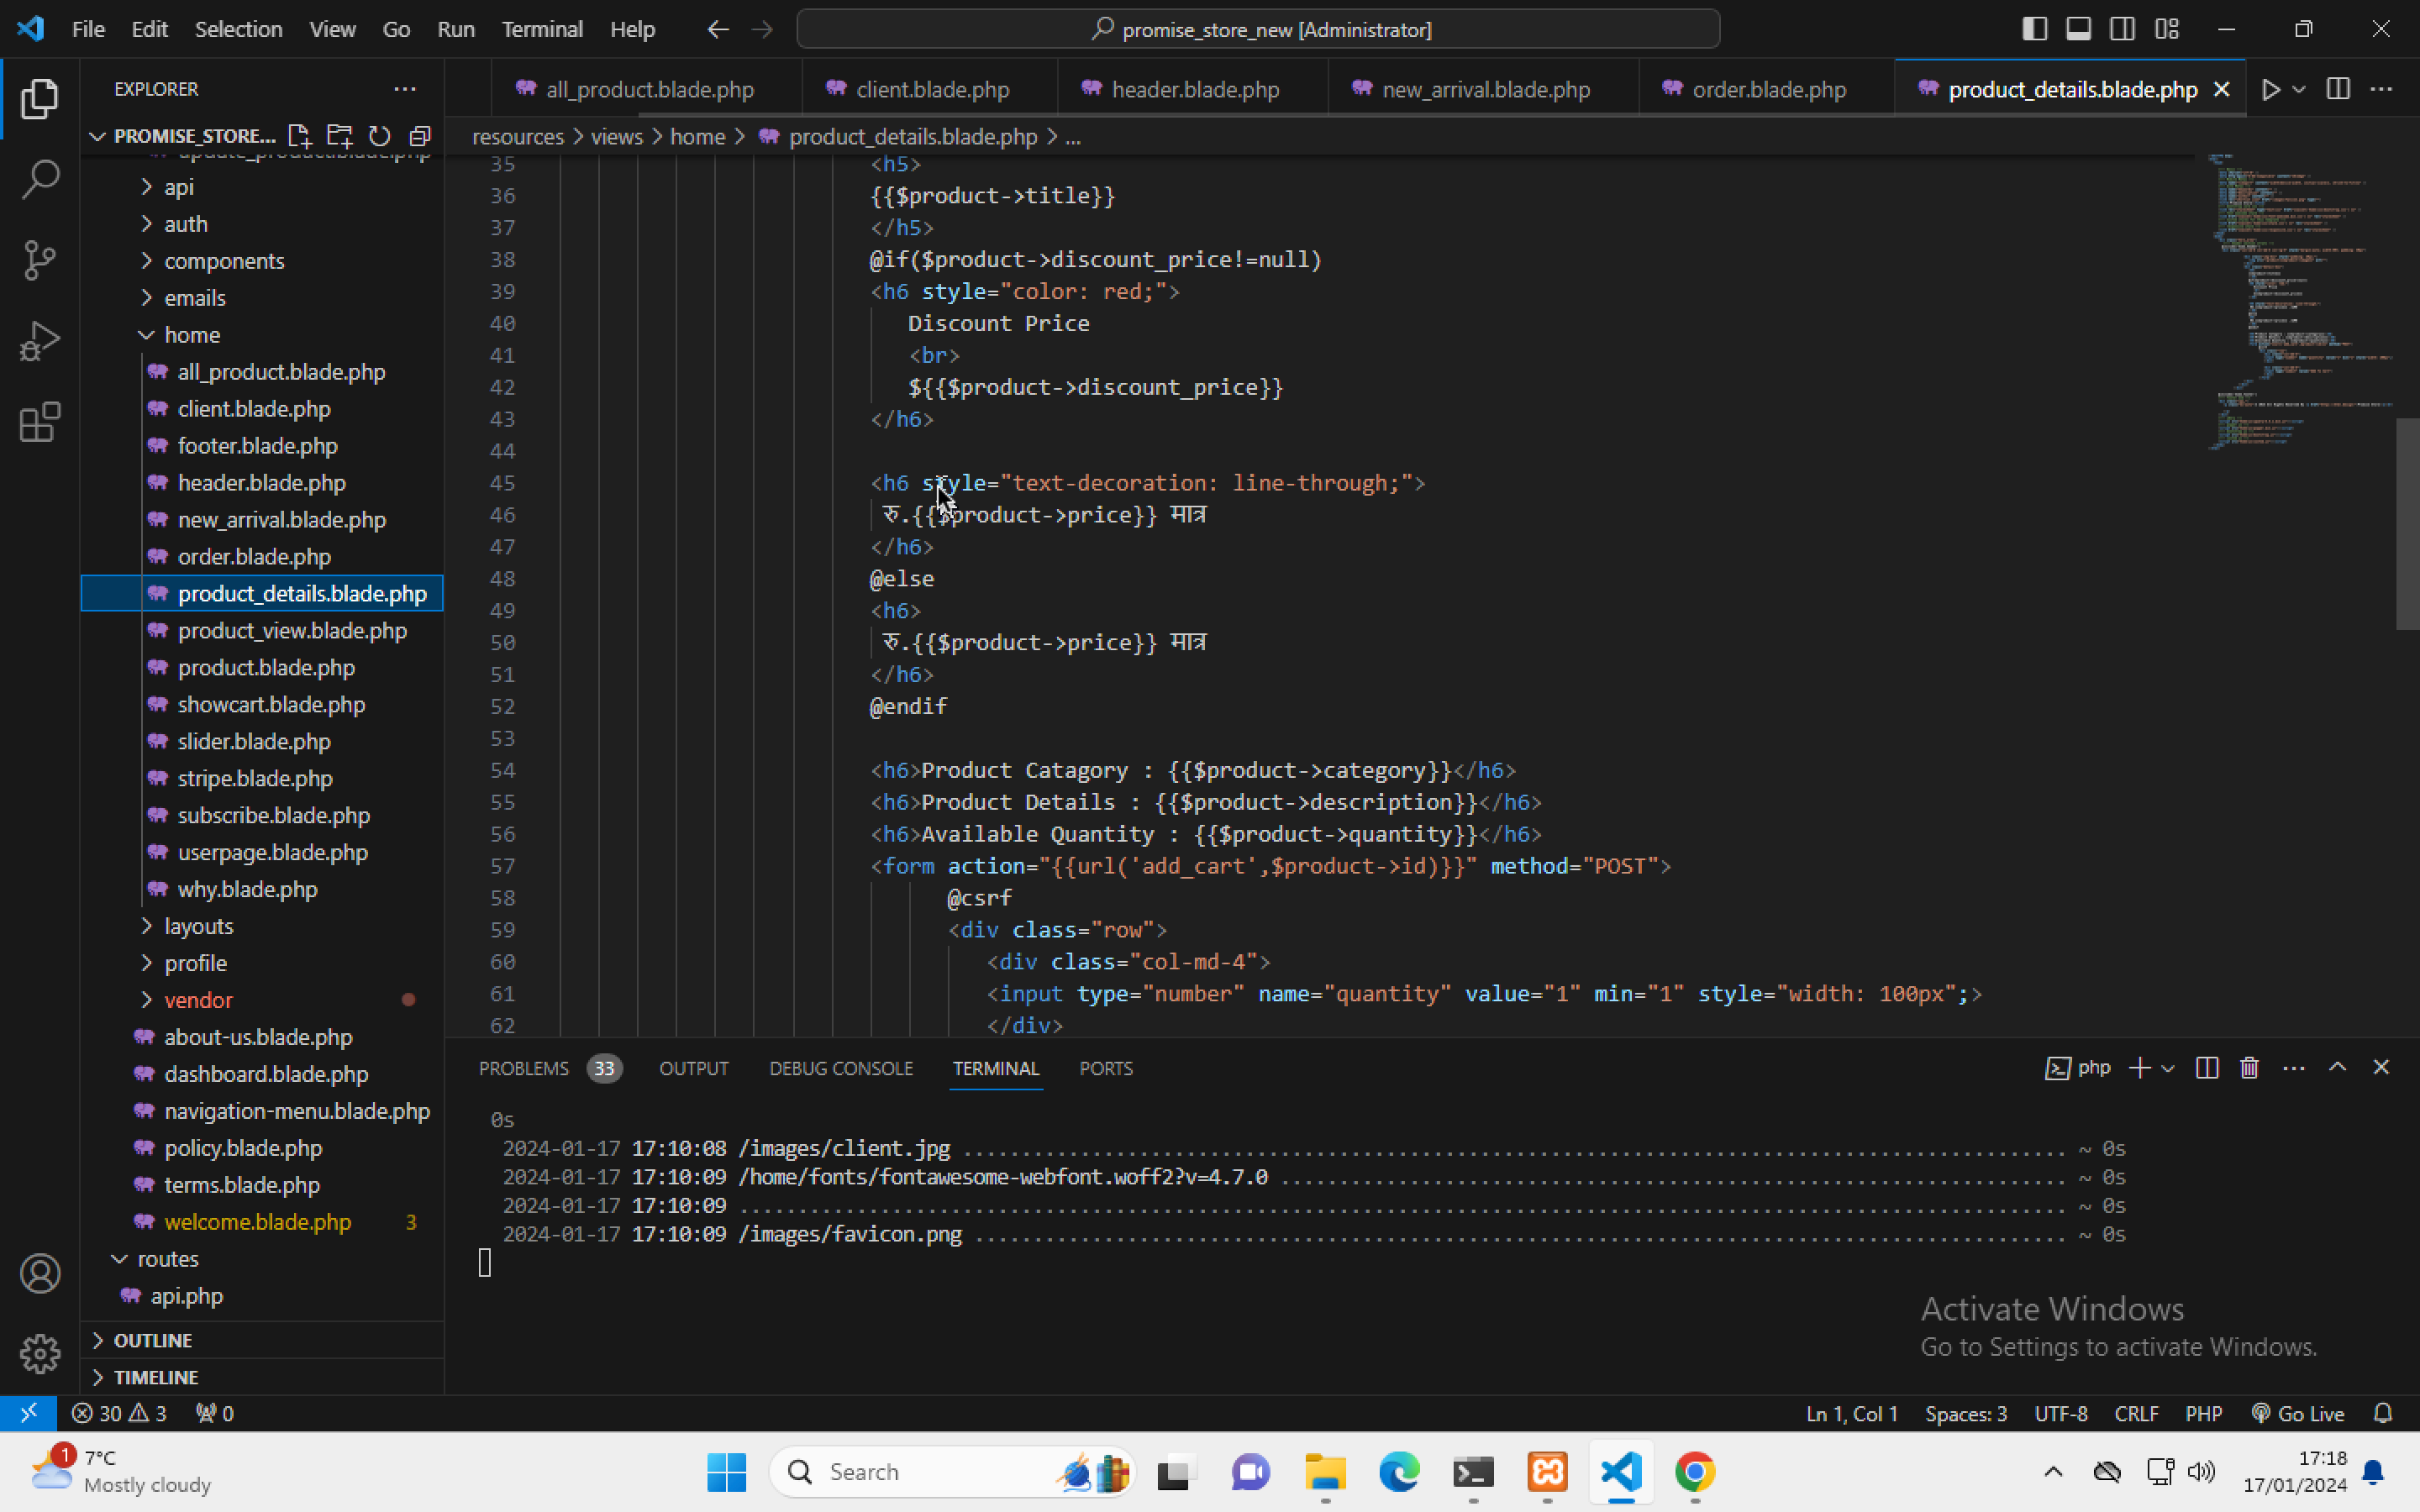 File Edit Selection View Go Run Terminal Help
promise_store_new [Administrator]
EXPLORER
all_product.blade.php
client.blade.php
header.blade.php
new_arrival.blade.php
order.blade.php
product_details.blade.php
PROMISE_STORE...
resources > views > home > product_details.blade.php > ...
update_product.blade.php
api
auth
components
emails
home
all_product.blade.php
client.blade.php
footer.blade.php
header.blade.php
new_arrival.blade.php
order.blade.php
product_details.blade.php
product_view.blade.php
product.blade.php
showcart.blade.php
slider.blade.php
stripe.blade.php
subscribe.blade.php
userpage.blade.php
why.blade.php
layouts
profile
vendor
about-us.blade.php
dashboard.blade.php
navigation-menu.blade.php
policy.blade.php
terms.blade.php
welcome.blade.php 3
routes
api.php
OUTLINE
TIMELINE
35 <h5>
36 {{$product->title}}
37 </h5>
38 @if($product->discount_price!=null)
39 <h6 style="color: red;">
40 Discount Price
41 <br>
42 ${{$product->discount_price}}
43 </h6>
44
45 <h6 style="text-decoration: line-through;">
46 रु.{{$product->price}} मात्र
47 </h6>
48 @else
49 <h6>
50 रु.{{$product->price}} मात्र
51 </h6>
52 @endif
53
54 <h6>Product Catagory : {{$product->category}}</h6>
55 <h6>Product Details : {{$product->description}}</h6>
56 <h6>Available Quantity : {{$product->quantity}}</h6>
57 <form action="{{url('add_cart',$product->id)}}" method="POST">
58 @csrf
59 <div class="row">
60 <div class="col-md-4">
61 <input type="number" name="quantity" value="1" min="1" style="width: 100px";>
62 </div>
PROBLEMS 33 OUTPUT DEBUG CONSOLE TERMINAL PORTS
php
0s
2024-01-17 17:10:08 /images/client.jpg ~ 0s
2024-01-17 17:10:09 /home/fonts/fontawesome-webfont.woff2?v=4.7.0 ~ 0s
2024-01-17 17:10:09 ~ 0s
2024-01-17 17:10:09 /images/favicon.png ~ 0s
Activate Windows
Go to Settings to activate Windows.
30 3 0
Ln 1, Col 1 Spaces: 3 UTF-8 CRLF PHP Go Live
1
7°C
Mostly cloudy
Search
17:18
17/01/2024